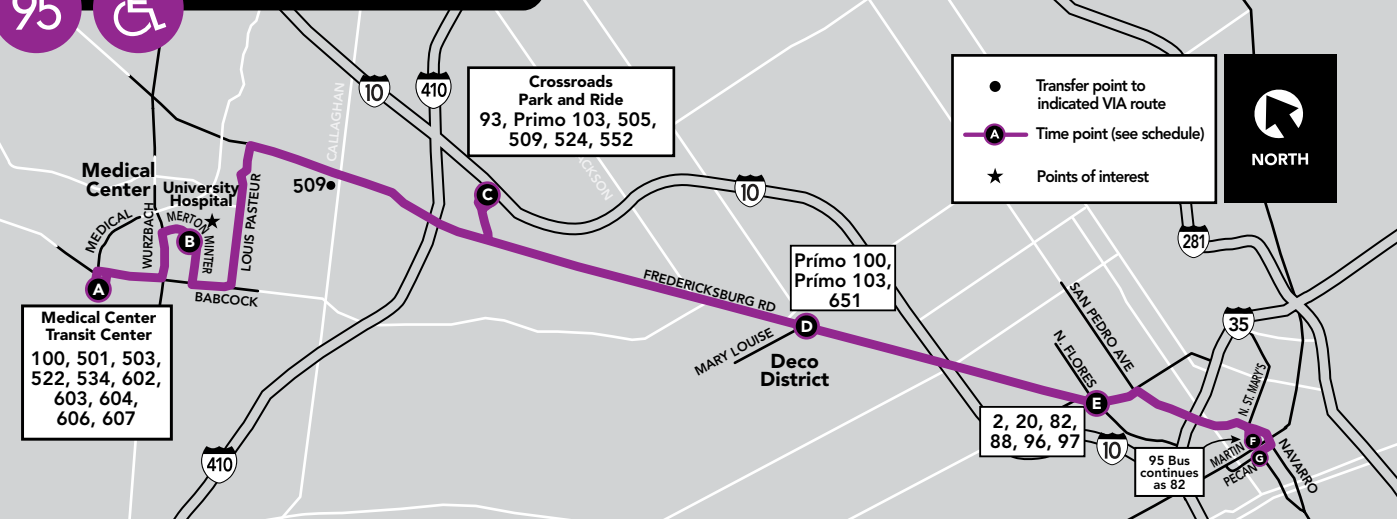 95
10
410
Crossroads
Park and Ride
93, Primo 103, 505,
509, 524, 552
CALLAGHAN
Transfer point to
indicated VIA route
A
Time point (see schedule)
Points of interest
NORTH
Medical
Center
University
Hospital
509
C
10
MEDICAL
WURZBACH
MERTON
MINTER
B
LOUIS PASTEUR
A
BABCOCK
Medical Center
Transit Center
100, 501, 503,
522, 534, 602,
603, 604,
606, 607
281
Prímo 100,
Prímo 103,
651
FREDERICKSBURG RD
D
MARY LOUISE
Deco
District
SAN PEDRO AVE
N. FLORES
35
E
2, 20, 82,
88, 96, 97
10
N. ST. MARY'S
F
MARTIN
G
PECAN
NAVARRO
95 Bus
continues
as 82
410